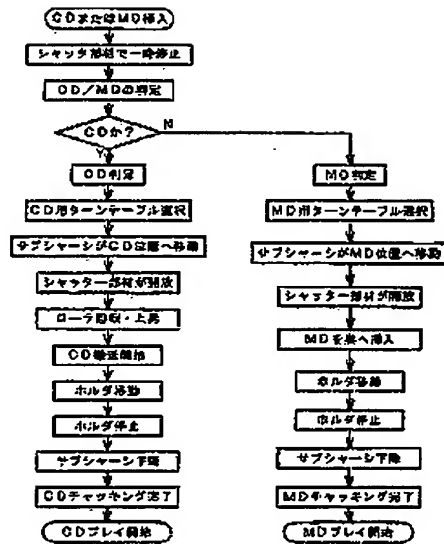 CDまたはMD挿入
シャッタ部材で一時停止
CD/MDの判定
CDか?
N
Y
CD判定
CD用ターンテーブル選択
サブシャーシがCD位置へ移動
シャッター部材が開放
ローラ回転・上昇
CD搬送開始
ホルダ移動
ホルダ停止
サブシャーシ下降
CDチャッキング完了
CDプレイ開始
MD判定
MD用ターンテーブル選択
サブシャーシがMD位置へ移動
シャッター部材が開放
MDを奥へ挿入
ホルダ移動
ホルダ停止
サブシャーシ下降
MDチャッキング完了
MDプレイ開始